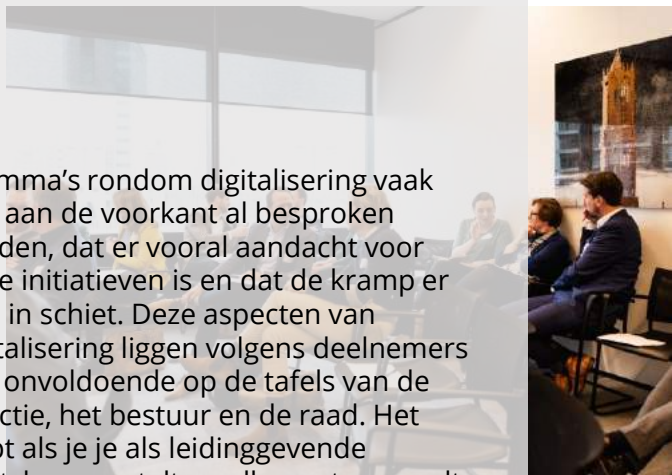 mma's rondom digitalisering vaak
aan de voorkant al besproken
den, dat er vooral aandacht voor
e initiatieven is en dat de kramp er
in schiet. Deze aspecten van
talisering liggen volgens deelnemers
onvoldoende op de tafels van de
ctie, het bestuur en de raad. Het
ot als je je als leidinggevende